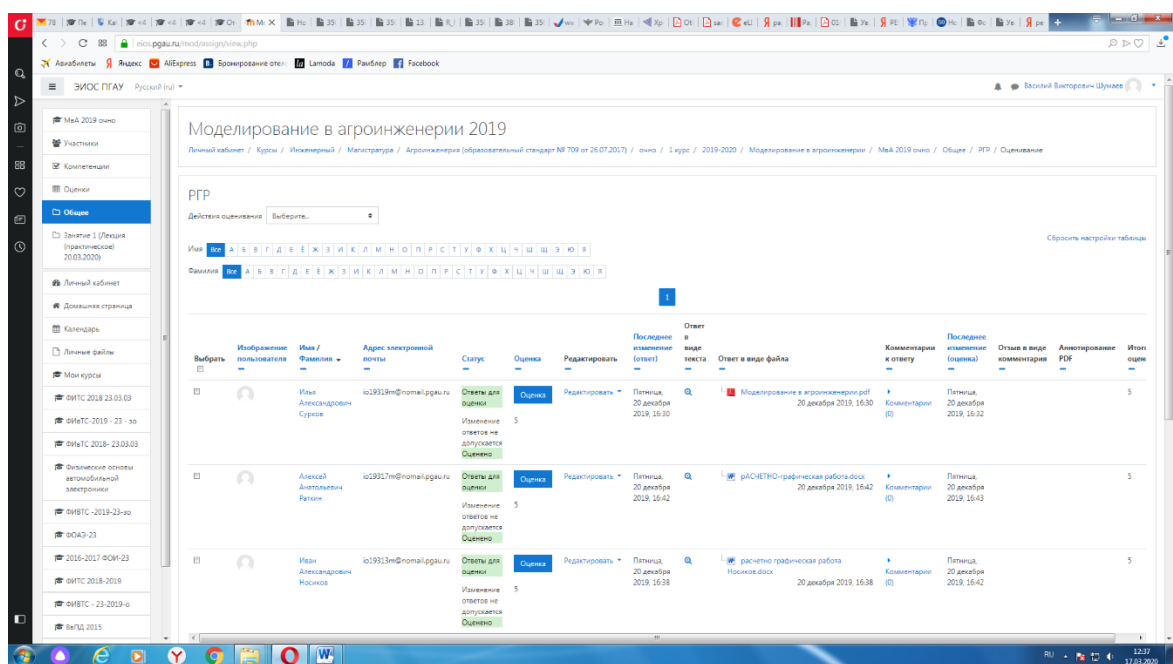 eios.pgau.ru/mod/assign/view.php
Авиабилеты Яндекс AliExpress Бронирование отел Lamoda Рамблер Facebook
ЭИОС ПГАУ Русский (ru)
Василий Викторович Шумаев
МвА 2019 очно
Участники
Компетенции
Оценки
Общее
Занятие 1 (Лекция
(практическое)
20.03.2020)
Личный кабинет
Домашняя страница
Календарь
Личные файлы
Мои курсы
ФИТС 2018 23.03.03
ФИвТС-2019 - 23 - зо
ФИвТС 2018- 23.03.03
Физические основы
автомобильной
электроники
ФИВТС -2019-23-зо
ФОАЭ-23
2016-2017 ФОИ-23
ФИТС 2018-2019
ФИВТС - 23-2019-о
ВвПД 2015
Моделирование в агроинженерии 2019
Личный кабинет / Курсы / Инженерный / Магистратура / Агроинженерия (образовательный стандарт № 709 от 26.07.2017) / очно / 1 курс / 2019-2020 / Моделирование в агроинженерии / МвА 2019 очно / Общее / РГР / Оценивание
РГР
Действия оценивания Выберите...
Сбросить настройки таблицы
Имя Все А Б В Г Д Е Ё Ж З И К Л М Н О П Р С Т У Ф Х Ц Ч Ш Щ Э Ю Я
Фамилия Все А Б В Г Д Е Ё Ж З И К Л М Н О П Р С Т У Ф Х Ц Ч Ш Щ Э Ю Я
1
Выбрать
Изображение
пользователя
Имя /
Фамилия
Адрес электронной
почты
Статус
Оценка
Редактировать
Последнее
изменение
(ответ)
Ответ
в
виде
текста
Ответ в виде файла
Комментарии
к ответу
Последнее
изменение
(оценка)
Отзыв в виде
комментария
Аннотирование
PDF
Итого
оцен
Илья
Александрович
Сурков
io19319m@nomail.pgau.ru
Ответы для
оценки
Изменение
ответов не
допускается
Оценено
Оценка
5
Редактировать
Пятница,
20 декабря
2019, 16:30
Моделирование в агроинженерии.pdf
20 декабря 2019, 16:30
Комментарии
(0)
Пятница,
20 декабря
2019, 16:32
5
Алексей
Анатольевич
Раткин
io19317m@nomail.pgau.ru
Ответы для
оценки
Изменение
ответов не
допускается
Оценено
Оценка
5
Редактировать
Пятница,
20 декабря
2019, 16:42
рАСЧЕТНО-графическая работа.docx
20 декабря 2019, 16:42
Комментарии
(0)
Пятница,
20 декабря
2019, 16:43
5
Иван
Александрович
Носиков
io19313m@nomail.pgau.ru
Ответы для
оценки
Изменение
ответов не
допускается
Оценено
Оценка
5
Редактировать
Пятница,
20 декабря
2019, 16:38
расчетно графическая работа
Носиков.docx
20 декабря 2019, 16:38
Комментарии
(0)
Пятница,
20 декабря
2019, 16:42
5
RU
12:37
17.03.2020